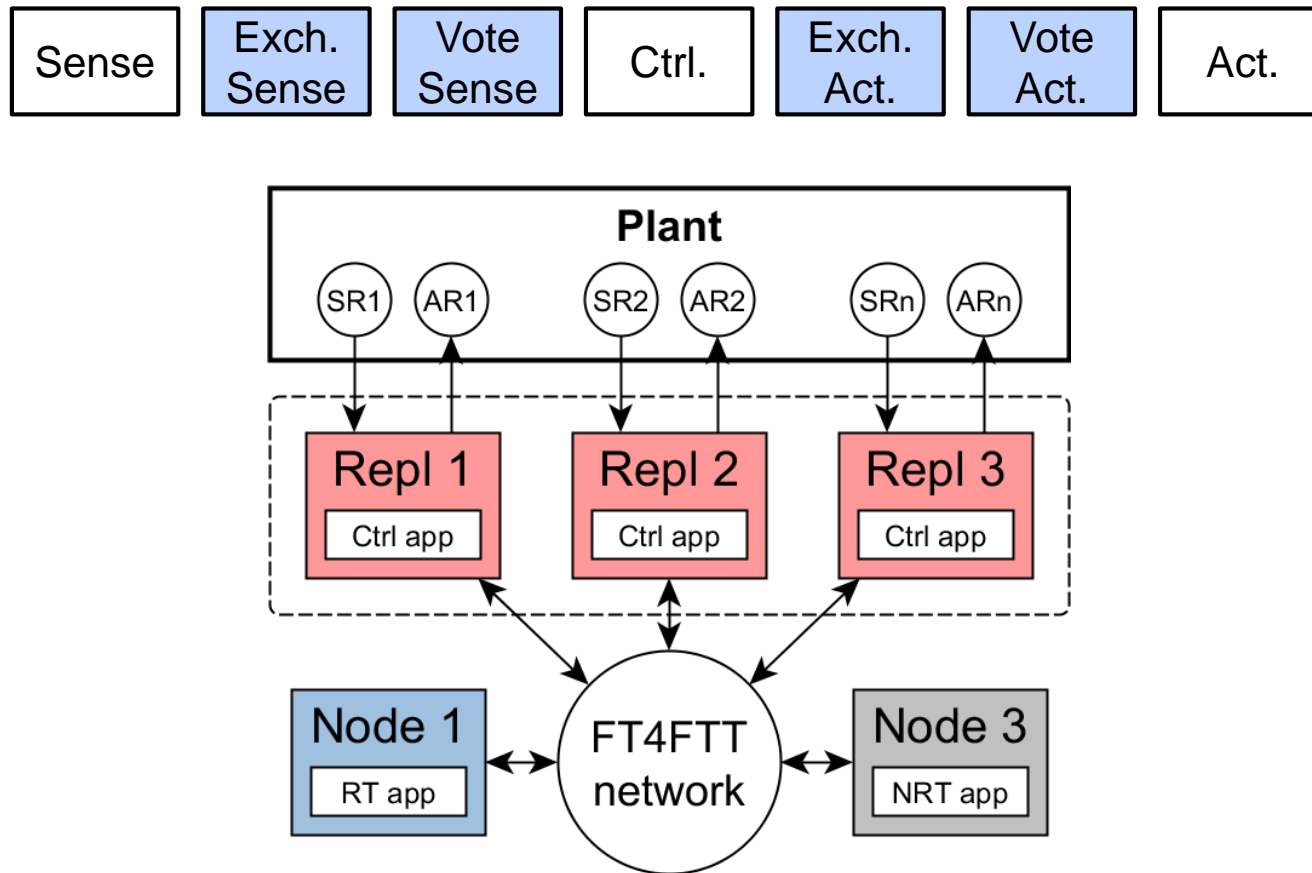 Sense
Exch.
Sense
Vote
Sense
Ctrl.
Exch.
Act.
Vote
Act.
Act.
Plant
SR1
AR1
SR2
AR2
SRn
ARn
Repl 1
Repl 2
Repl 3
Ctrl app
Ctrl app
Ctrl app
Node 1
RT app
FT4FTT
network
Node 3
NRT app